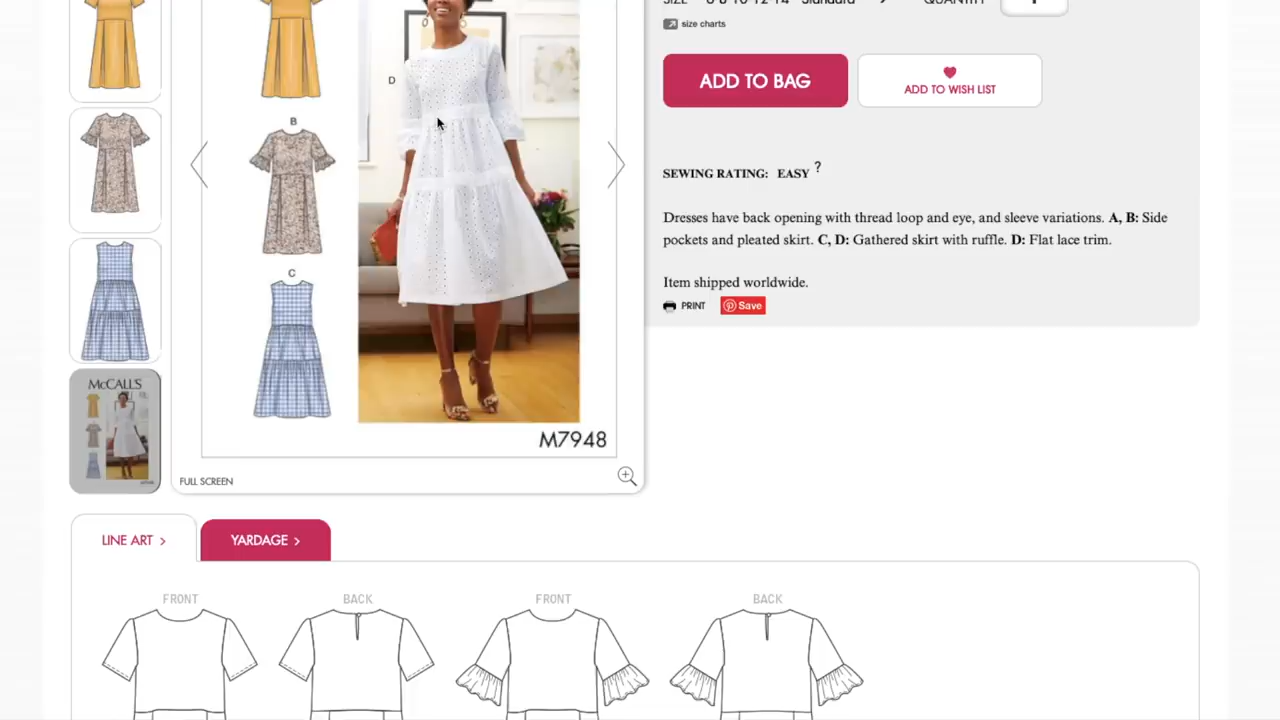 size charts
ADD TO BAG
ADD TO WISH LIST
D
B
SEWING RATING: EASY ?
Dresses have back opening with thread loop and eye, and sleeve variations. A, B: Side
pockets and pleated skirt. C, D: Gathered skirt with ruffle. D: Flat lace trim.
C
Item shipped worldwide.
PRINT
Save
McCALL'S
M7948
FULL SCREEN
LINE ART >
YARDAGE >
FRONT
BACK
FRONT
BACK